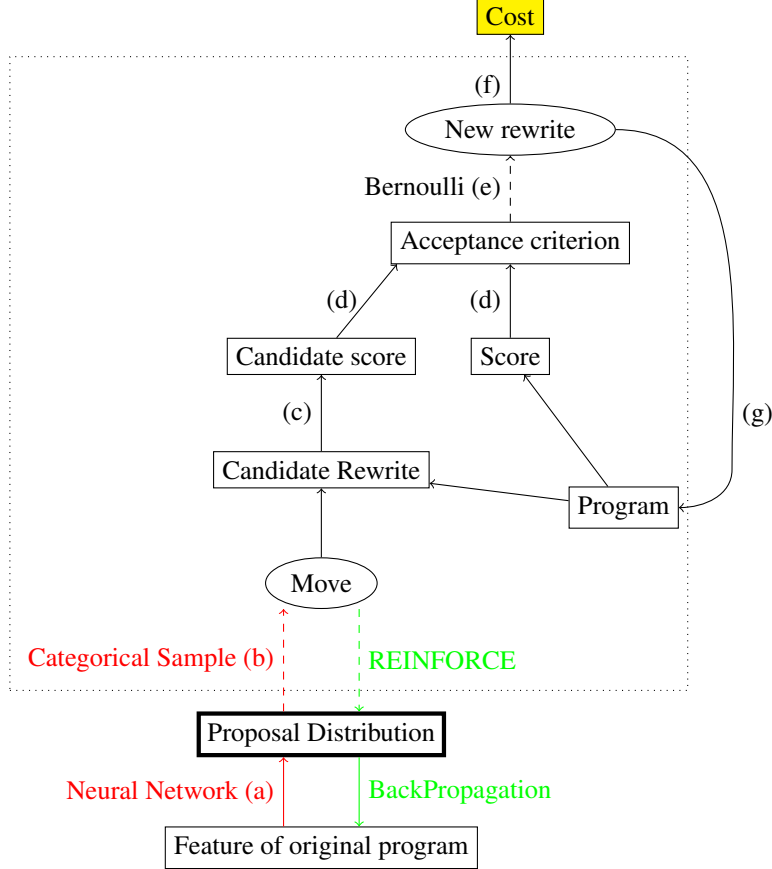 Cost
(f)
New rewrite
Bernoulli (e)
Acceptance criterion
(d)
(d)
Candidate score
Score
(c)
(g)
Candidate Rewrite
Program
Move
Categorical Sample (b)
REINFORCE
Proposal Distribution
Neural Network (a)
BackPropagation
Feature of original program